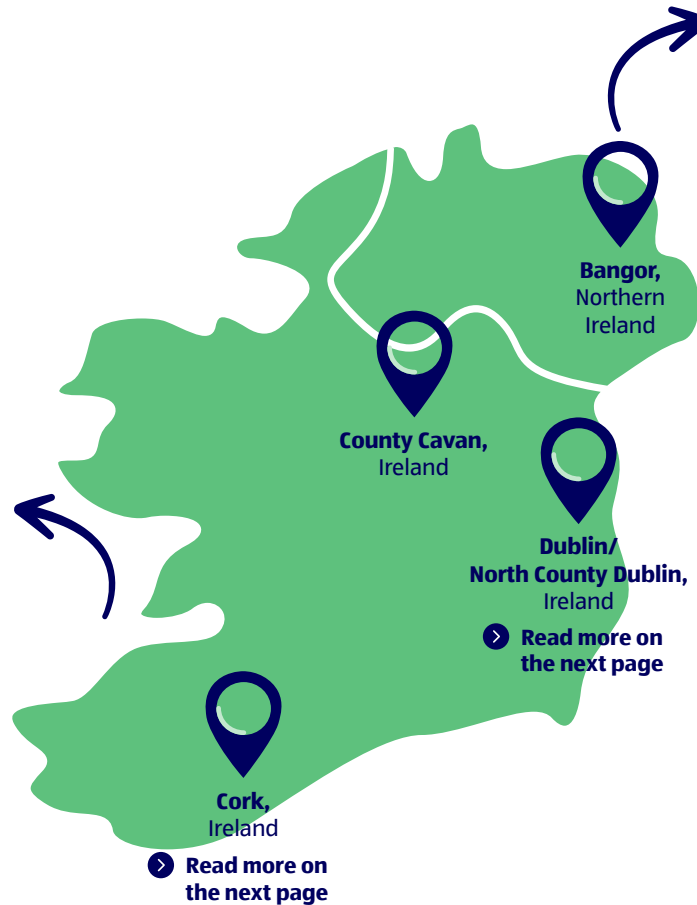 Bangor,
Northern
Ireland
County Cavan,
Ireland
Dublin/
North County Dublin,
Ireland
Read more on
the next page
Cork,
Ireland
Read more on
the next page